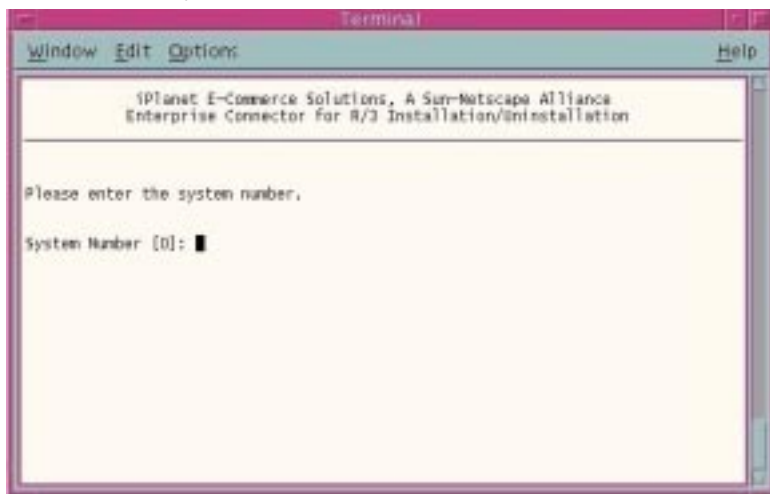 Terminal
Window Edit Options Help
iPlanet E-Commerce Solutions, A Sun-Netscape Alliance
Enterprise Connector for R/3 Installation/Uninstallation
Please enter the system number.
System Number [0]: